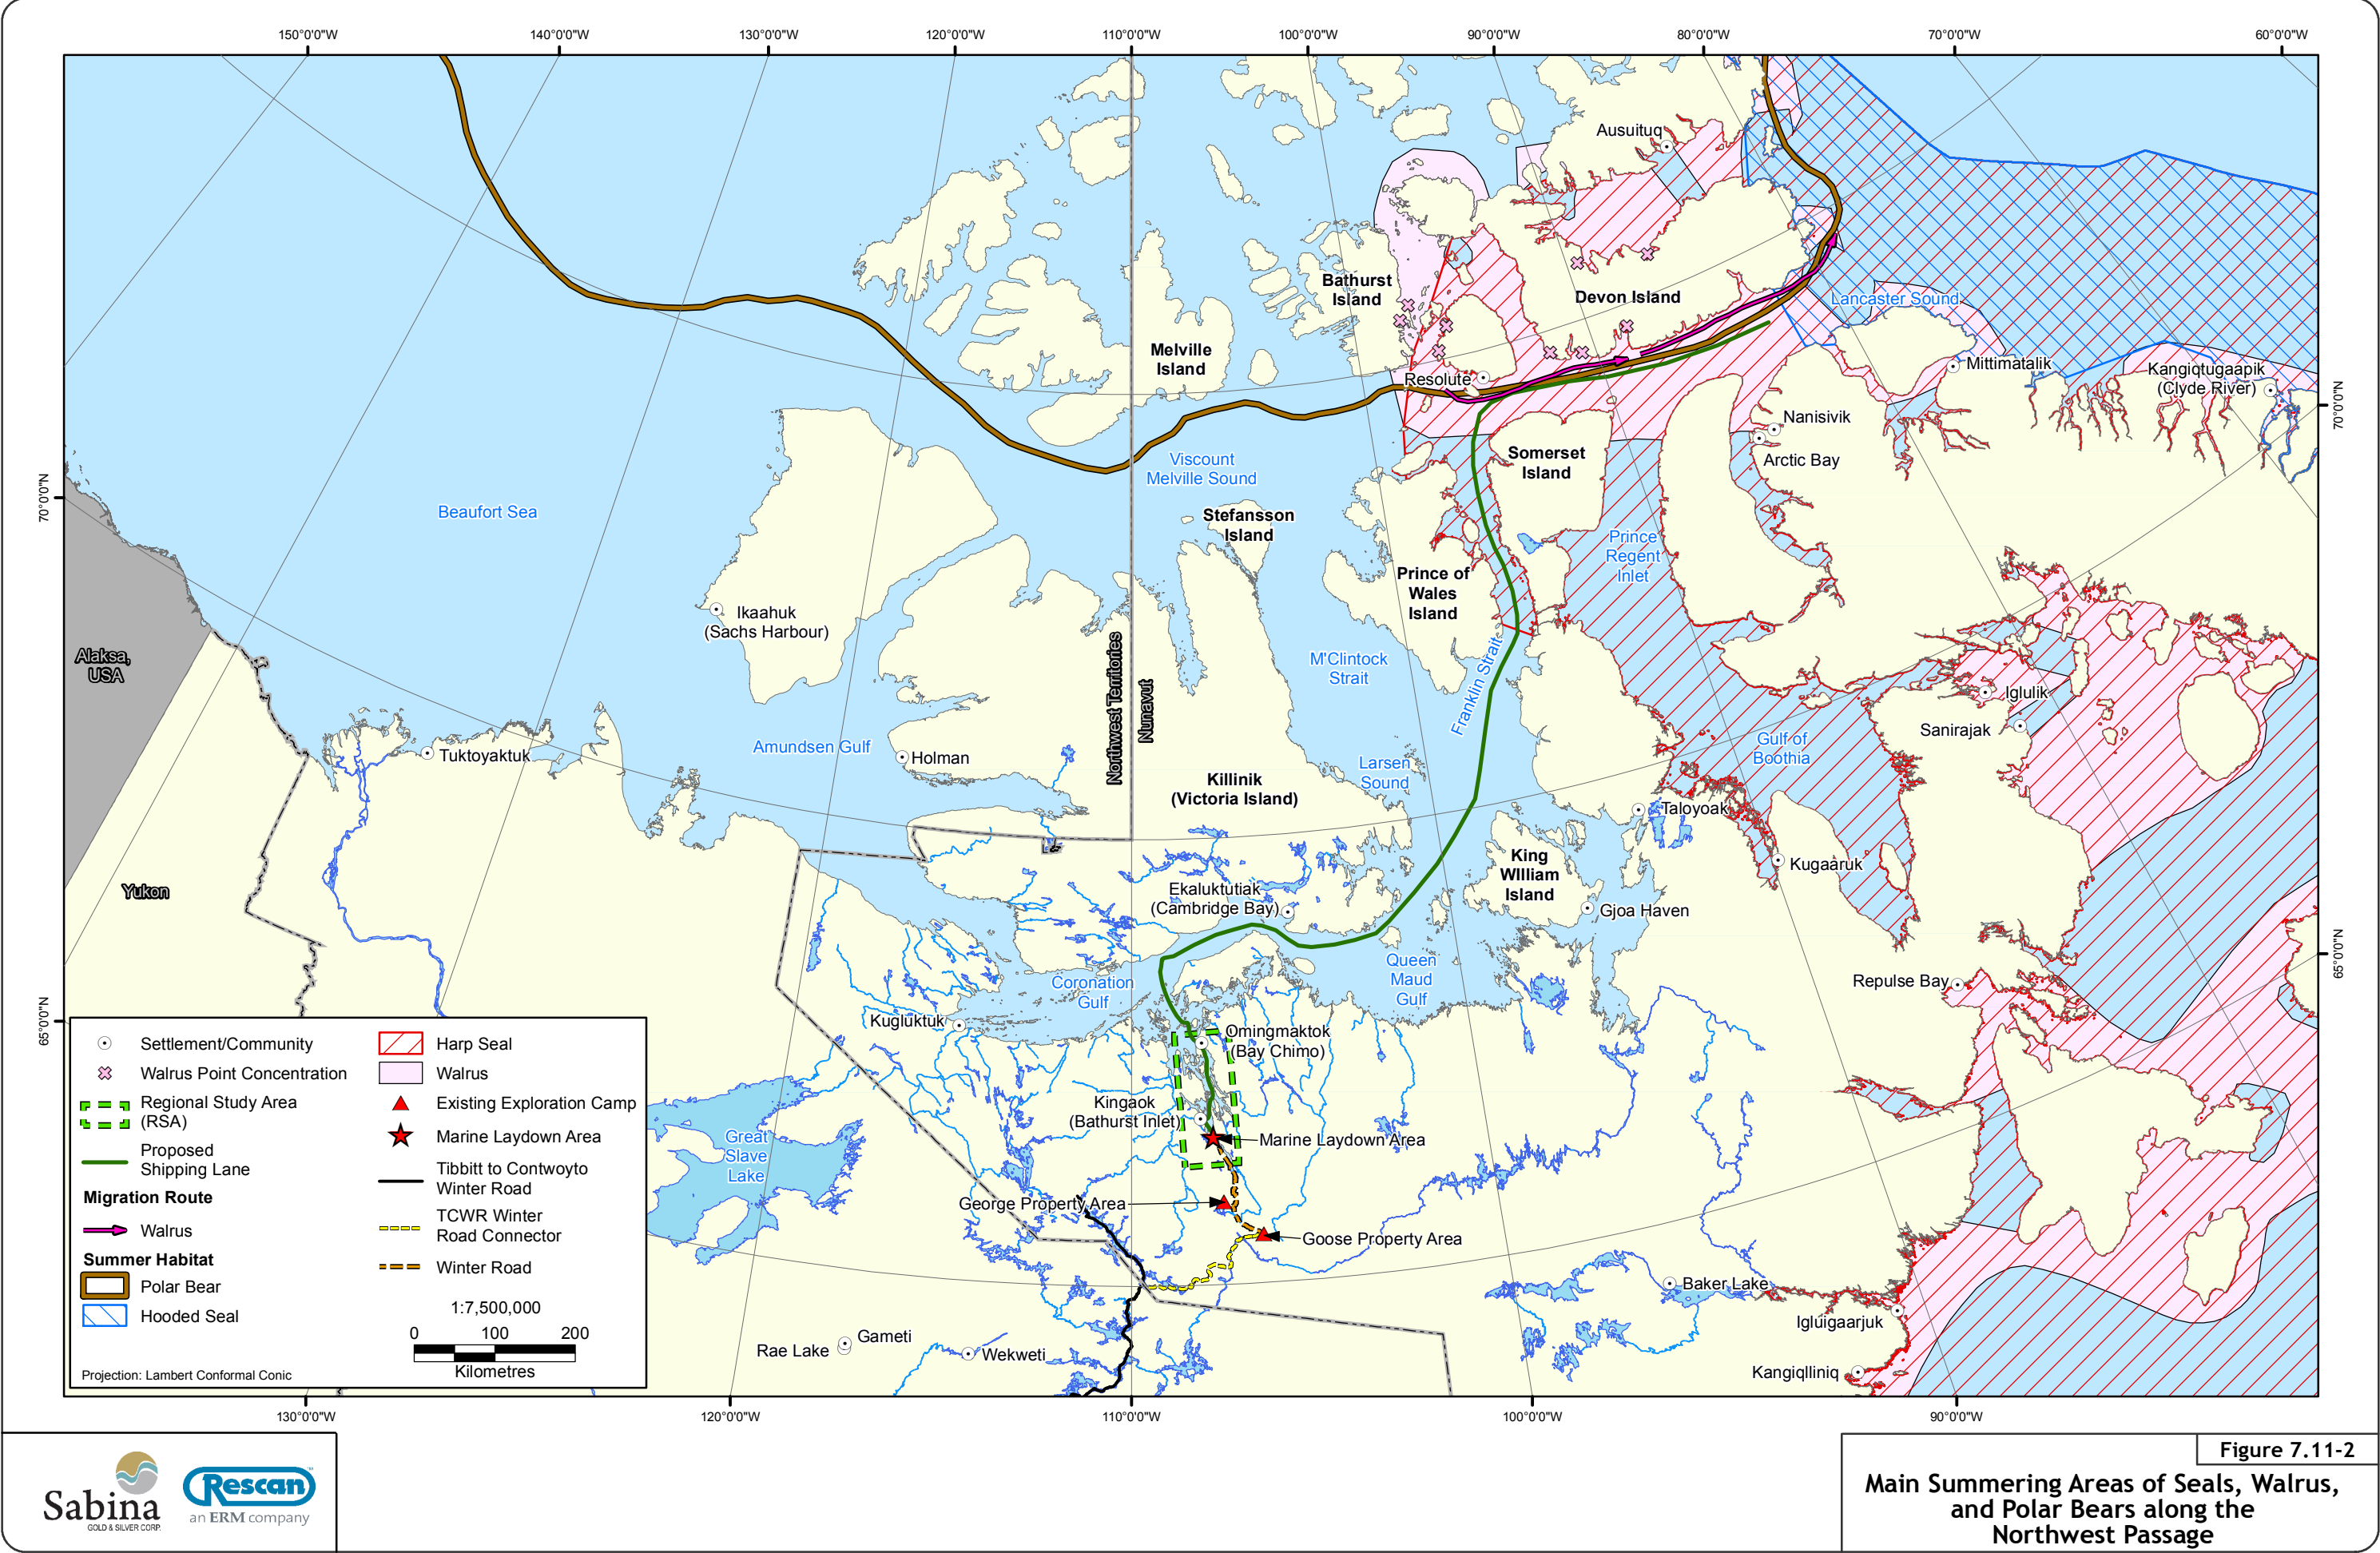 150°0'0"W
140°0'0"W
130°0'0"W
120°0'0"W
110°0'0"W
100°0'0"W
90°0'0"W
80°0'0"W
70°0'0"W
60°0'0"W
Ausuituq
Bathurst
Island
Devon Island
Lancaster Sound
Melville
Island
Resolute
Mittimatalik
Kangiqtugaapik
(Clyde River)
70°0'0"N
Nanisivik
Arctic Bay
Somerset
Island
Viscount
Melville Sound
70°0'0"N
Beaufort Sea
Stefansson
Island
Prince
Regent
Inlet
Prince of
Wales
Island
Ikaahuk
(Sachs Harbour)
Alaksa,
USA
Northwest Territories
Nunavut
M'Clintock
Strait
Franklin Strait
Iglulik
Sanirajak
Tuktoyaktuk
Amundsen Gulf
Holman
Gulf of
Boothia
Larsen
Sound
Killinik
(Victoria Island)
Taloyoak
Yukon
King
WIlliam
Island
Kugaaruk
Ekaluktutiak
(Cambridge Bay)
Gjoa Haven
65°0'0"N
65°0'0"N
Queen
Maud
Gulf
Coronation
Gulf
Repulse Bay
Kugluktuk
Omingmaktok
(Bay Chimo)
Kingaok
(Bathurst Inlet)
Marine Laydown Area
Great
Slave
Lake
George Property Area
Goose Property Area
Baker Lake
Igluigaarjuk
Kangiqlliniq
Gameti
Rae Lake
Wekweti
Settlement/Community
Walrus Point Concentration
Regional Study Area
(RSA)
Proposed
Shipping Lane
Migration Route
Walrus
Summer Habitat
Polar Bear
Hooded Seal
Harp Seal
Walrus
Existing Exploration Camp
Marine Laydown Area
Tibbitt to Contwoyto
Winter Road
TCWR Winter
Road Connector
Winter Road
1:7,500,000
0 100 200
Kilometres
Projection: Lambert Conformal Conic
130°0'0"W
120°0'0"W
110°0'0"W
100°0'0"W
90°0'0"W
Sabina
GOLD & SILVER CORP.
Rescan
™
an ERM company
Figure 7.11-2
Main Summering Areas of Seals, Walrus,
and Polar Bears along the
Northwest Passage